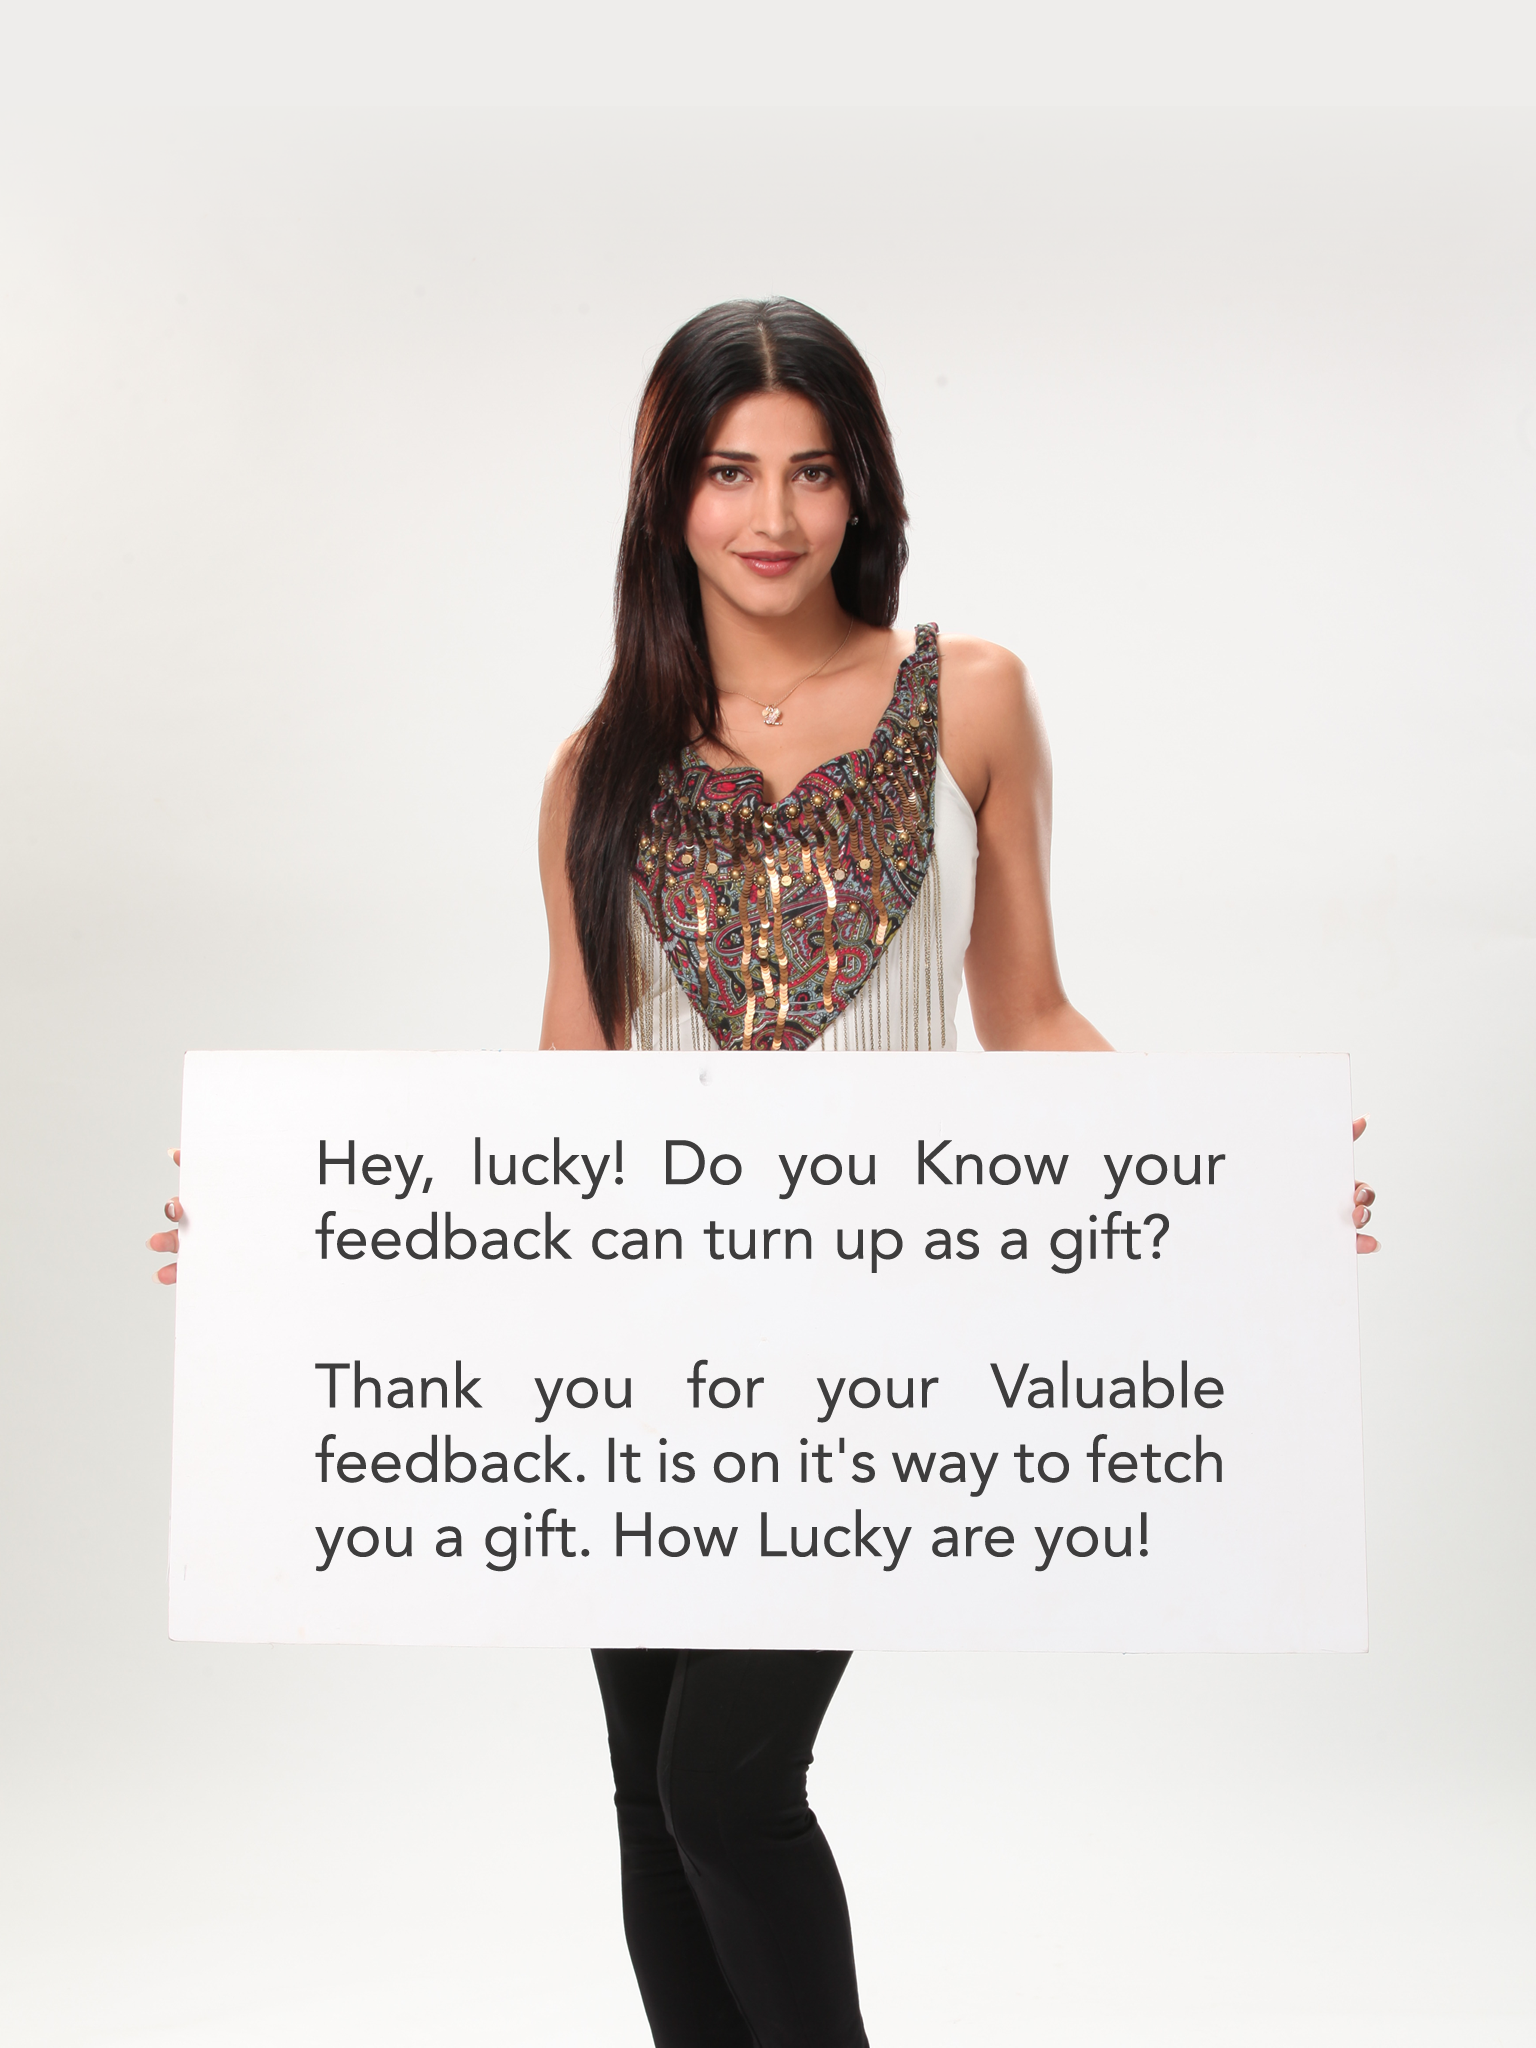 Hey, lucky! Do you Know your
feedback can turn up as a gift?
Thank you for your Valuable
feedback. It is on it's way to fetch
you a gift. How Lucky are you!